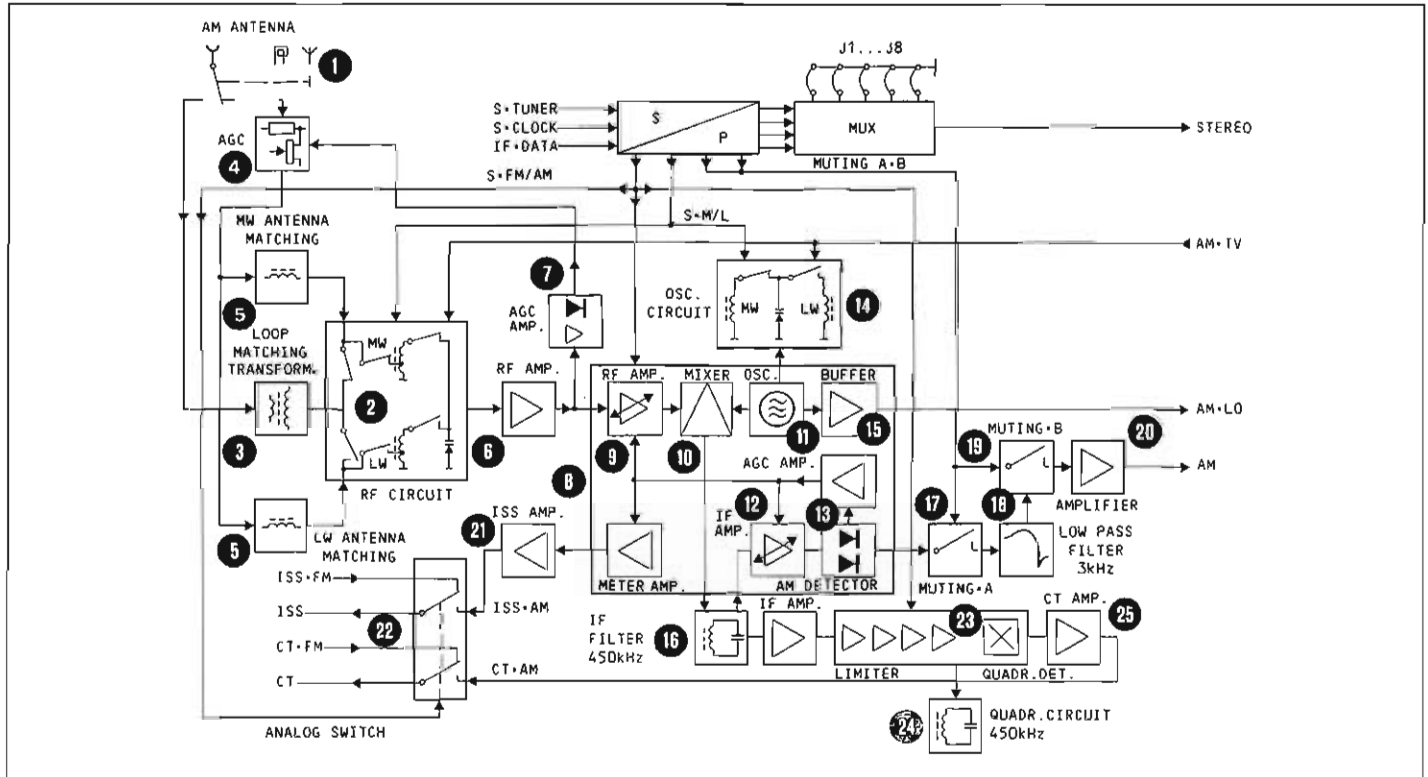 AM ANTENNA
1
J1...J8
S•TUNER
S•CLOCK
IF•DATA
S
P
MUX
STEREO
MUTING A•B
AGC
4
S•FM/AM
MW ANTENNA
MATCHING
S•M/L
AM•TV
5
7
AGC
AMP.
OSC.
CIRCUIT
MW
LW
14
LOOP
MATCHING
TRANSFORM.
MW
2
LW
3
RF AMP.
6
RF AMP.
MIXER
OSC.
BUFFER
9
10
11
15
AM•LO
RF CIRCUIT
8
AGC AMP.
19
MUTING•B
20
AM
AMPLIFIER
5
LW ANTENNA
MATCHING
21
ISS AMP.
METER AMP.
12
IF
AMP.
13
AM DETECTOR
17
MUTING•A
18
LOW PASS
FILTER
3kHz
ISS•FM
ISS
CT•FM
CT
22
ISS•AM
CT•AM
ANALOG SWITCH
IF
FILTER
450kHz
16
IF AMP.
LIMITER
23
QUADR.DET.
CT AMP.
25
24
QUADR.CIRCUIT
450kHz